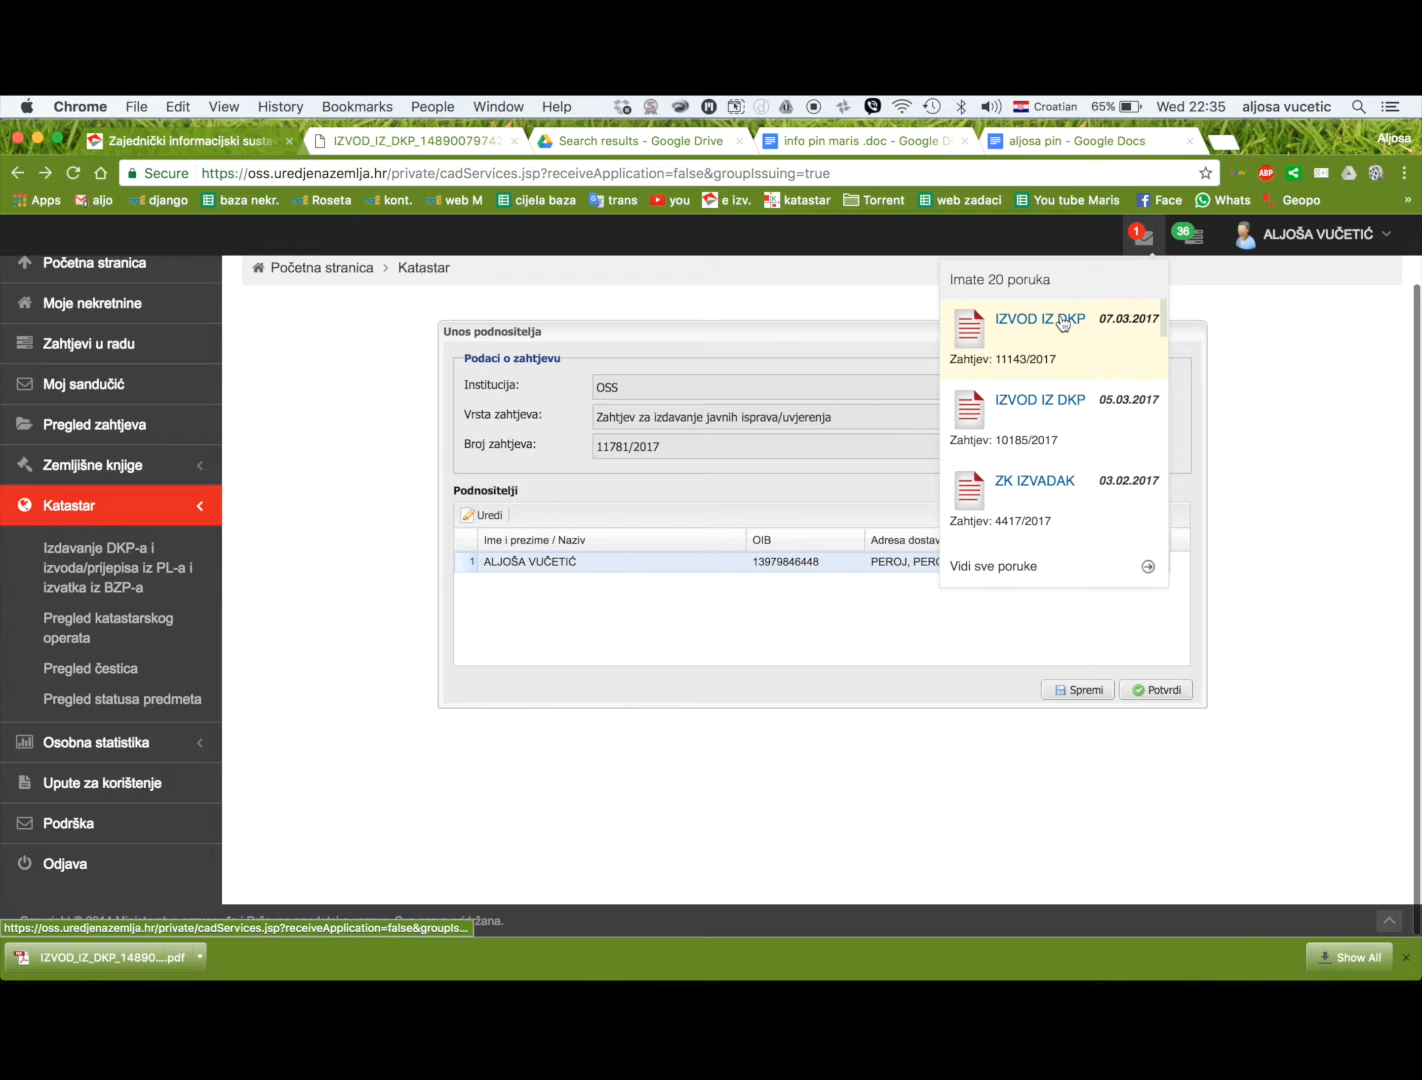 Chrome File Edit View History Bookmarks People Window Help Croatian 65% Wed 22:35 aljosa vucetic
Zajednički informacijski susta IZVOD_IZ_DKP_1489007974 Search results - Google Drive info pin maris .doc - Google D aljosa pin - Google Docs Aljosa
Secure https://oss.uredjenazemlja.hr/private/cadServices.jsp?receiveApplication=false&groupIssuing=true ABP
Apps aljo django baza nekr. Roseta kont. web M cijela baza trans you e izv. katastar Torrent web zadaci You tube Maris Face Whats Geopo »
1 36 ALJOŠA VUČETIĆ
Početna stranica
Moje nekretnine
Zahtjevi u radu
Moj sandučić
Pregled zahtjeva
Zemljišne knjige
Katastar
Izdavanje DKP-a i
izvoda/prijepisa iz PL-a i
izvatka iz BZP-a
Pregled katastarskog
operata
Pregled čestica
Pregled statusa predmeta
Osobna statistika
Upute za korištenje
Podrška
Odjava
Početna stranica > Katastar
Unos podnositelja
Podaci o zahtjevu
Institucija: OSS
Vrsta zahtjeva: Zahtjev za izdavanje javnih isprava/uvjerenja
Broj zahtjeva: 11781/2017
Podnositelji
Uredi
Ime i prezime / Naziv OIB Adresa dostav
1 ALJOŠA VUČETIĆ 13979846448 PEROJ, PERO
Spremi Potvrdi
Imate 20 poruka
IZVOD IZ DKP 07.03.2017
Zahtjev: 11143/2017
IZVOD IZ DKP 05.03.2017
Zahtjev: 10185/2017
ZK IZVADAK 03.02.2017
Zahtjev: 4417/2017
Vidi sve poruke
https://oss.uredjenazemlja.hr/private/cadServices.jsp?receiveApplication=false&groupIs...
IZVOD_IZ_DKP_14890....pdf Show All